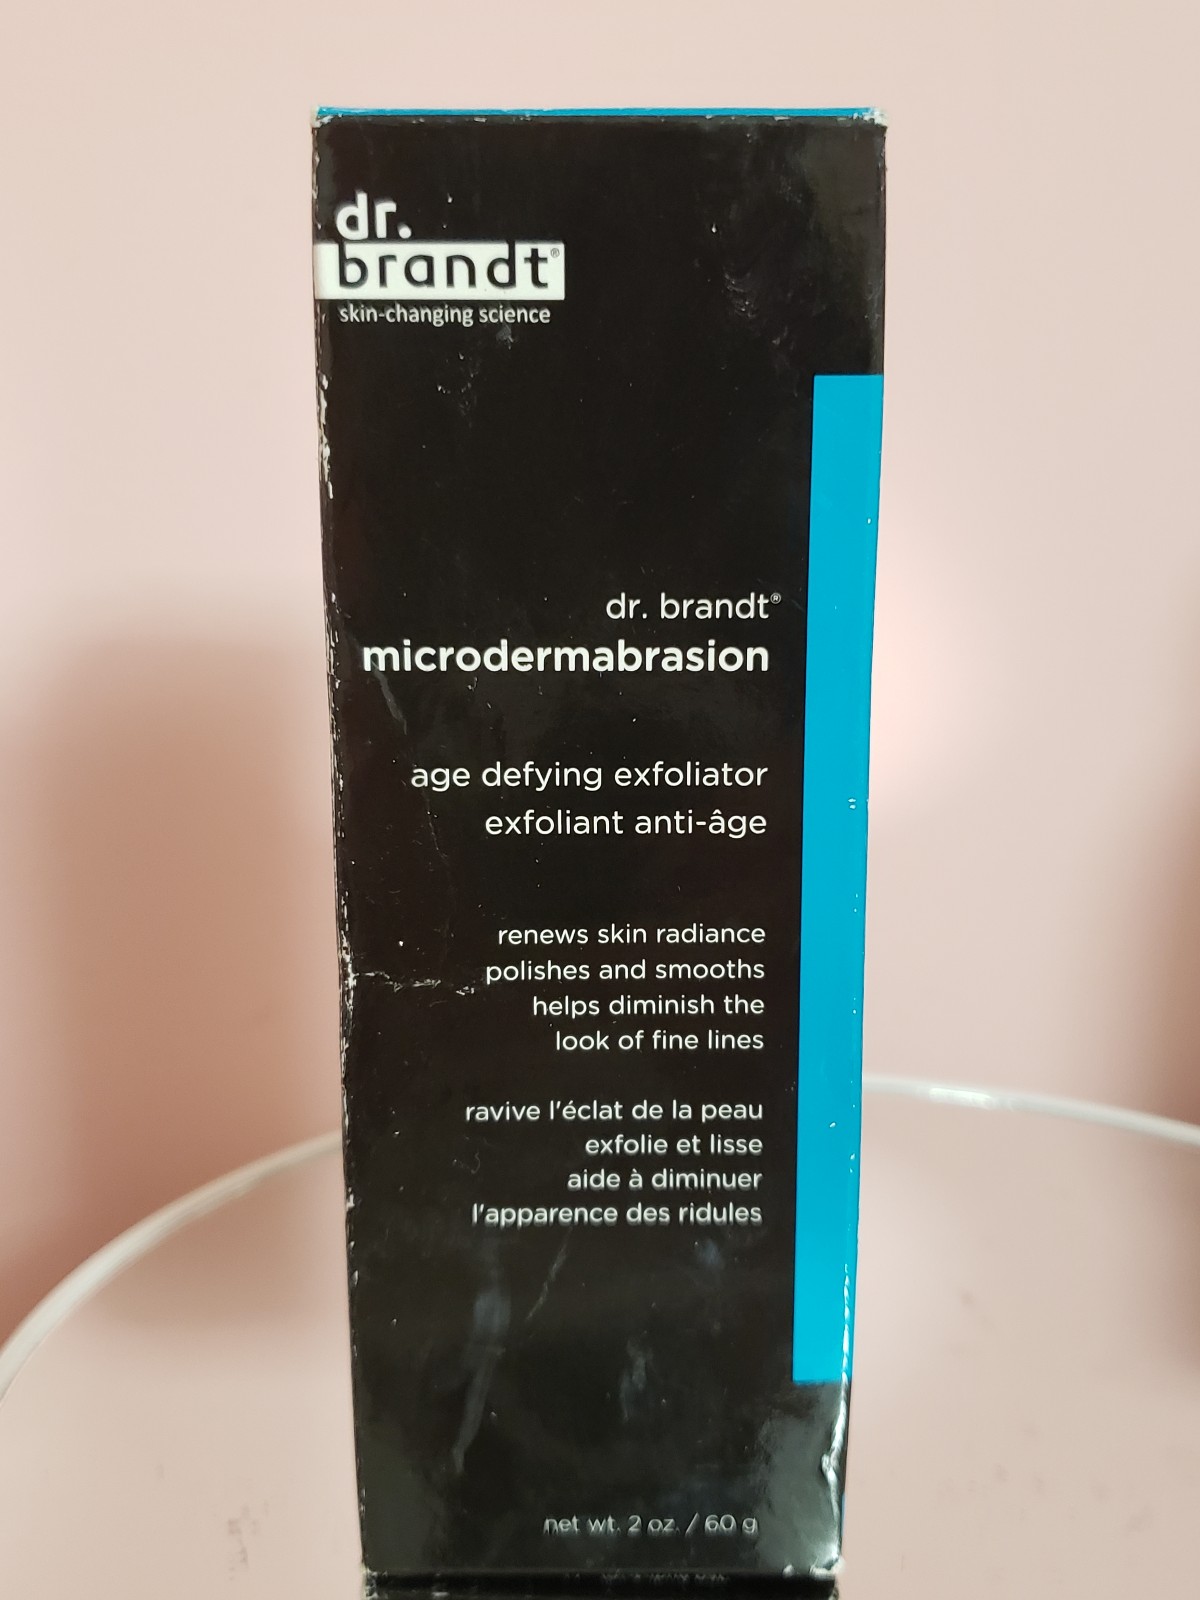 dr.
brandt®
skin-changing science
dr. brandt®
microdermabrasion
age defying exfoliator
exfoliant anti-âge
renews skin radiance
polishes and smooths
helps diminish the
look of fine lines
ravive l'éclat de la peau
exfolie et lisse
aide à diminuer
l'apparence des ridules
net wt. 2 oz. / 60 g